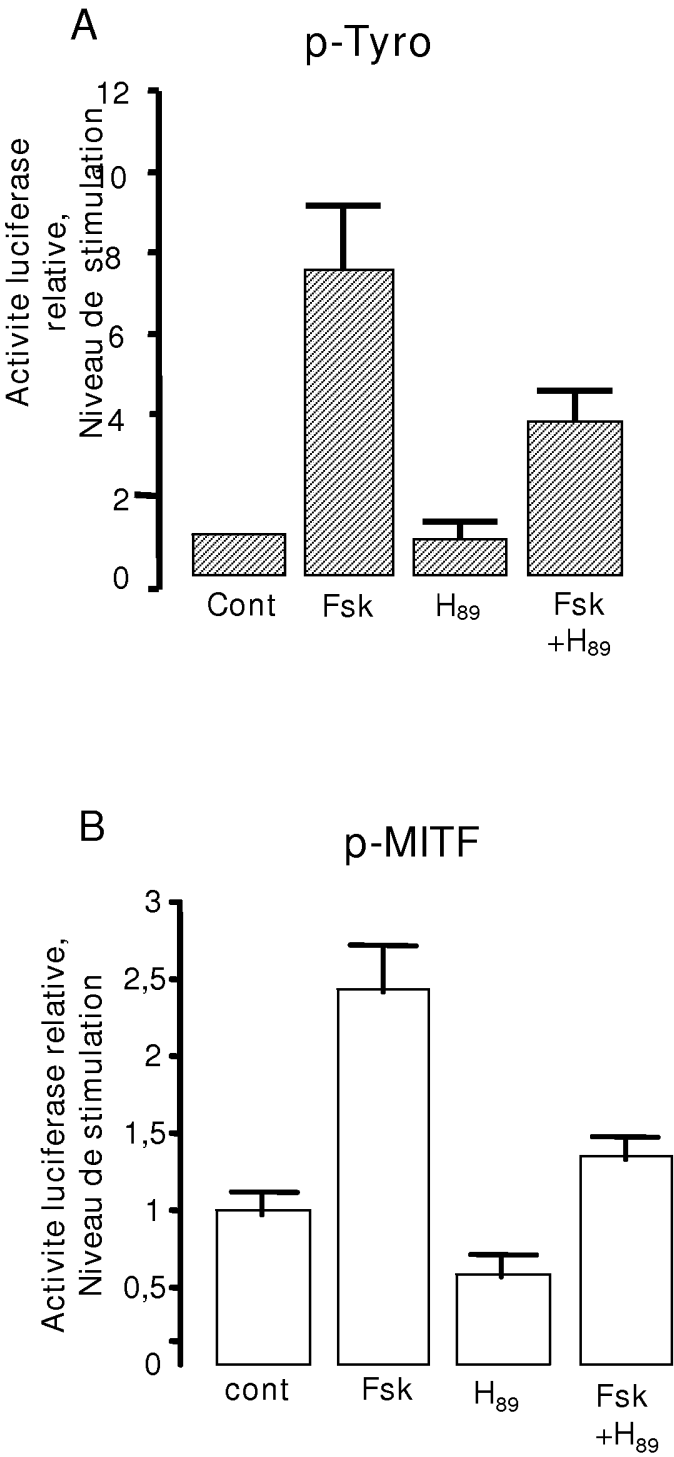 A
p-Tyro
Activite luciferase
relative,
Niveau de stimulation
12
10
8
6
4
2
0
Cont
Fsk
H89
Fsk
+H89
B
p-MITF
Activite luciferase relative,
Niveau de stimulation
3
2,5
2
1,5
1
0,5
0
cont
Fsk
H89
Fsk
+H89